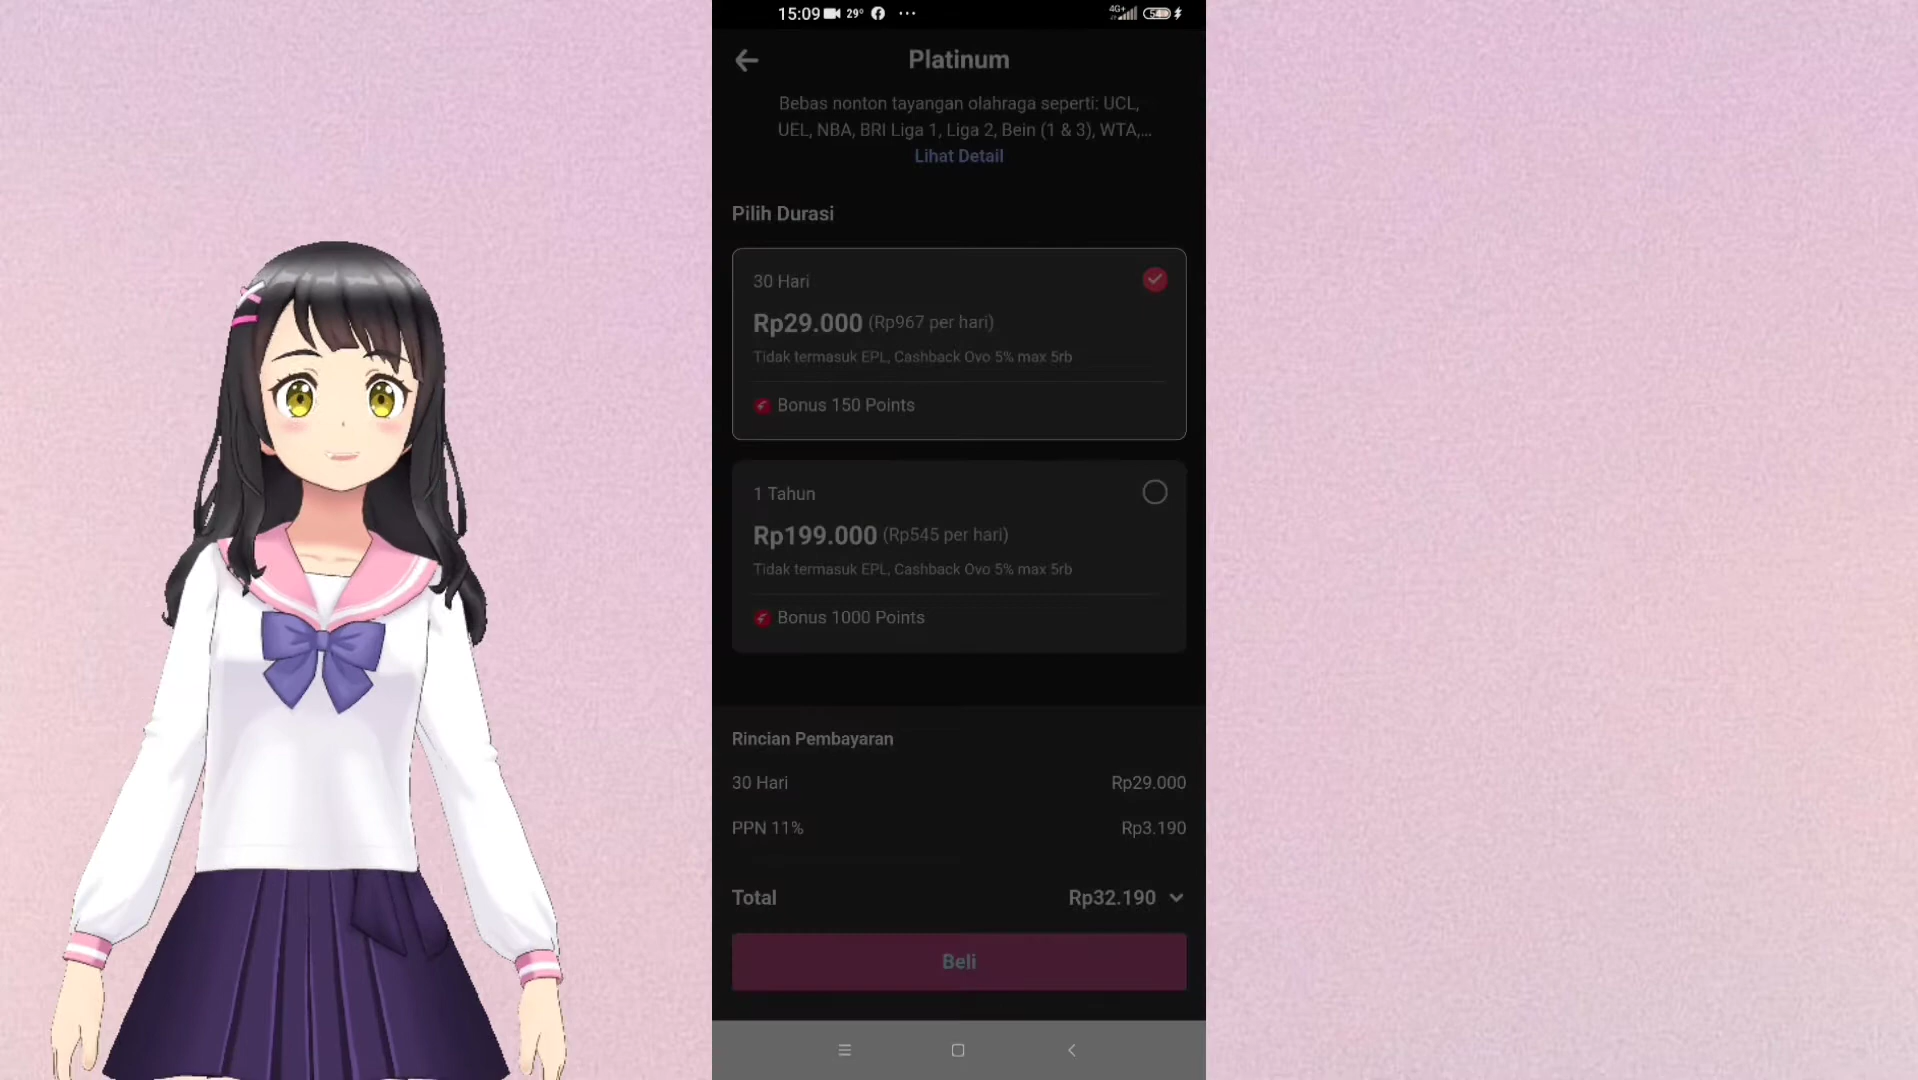 15:09 29° ...
4G+ 54
Platinum
Bebas nonton tayangan olahraga seperti: UCL,
UEL, NBA, BRI Liga 1, Liga 2, Bein (1 & 3), WTA,...
Lihat Detail
Pilih Durasi
30 Hari
Rp29.000 (Rp967 per hari)
Tidak termasuk EPL, Cashback Ovo 5% max 5rb
Bonus 150 Points
1 Tahun
Rp199.000 (Rp545 per hari)
Tidak termasuk EPL, Cashback Ovo 5% max 5rb
Bonus 1000 Points
Rincian Pembayaran
30 Hari Rp29.000
PPN 11% Rp3.190
Total Rp32.190
Beli